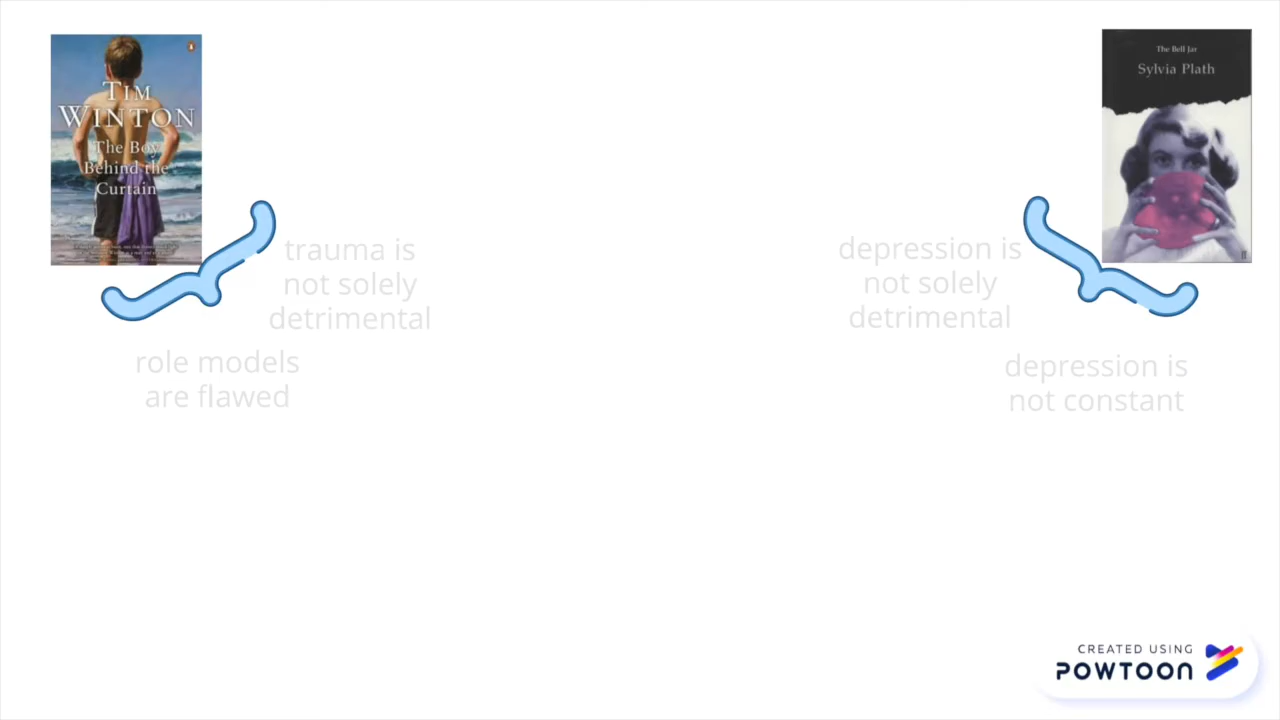 TIM
WINTON
The Boy
Behind the
Curtain
The Bell Jar
Sylvia Plath
trauma is
not solely
detrimental
role models
are flawed
depression is
not solely
detrimental
depression is
not constant
CREATED USING
POWTOON